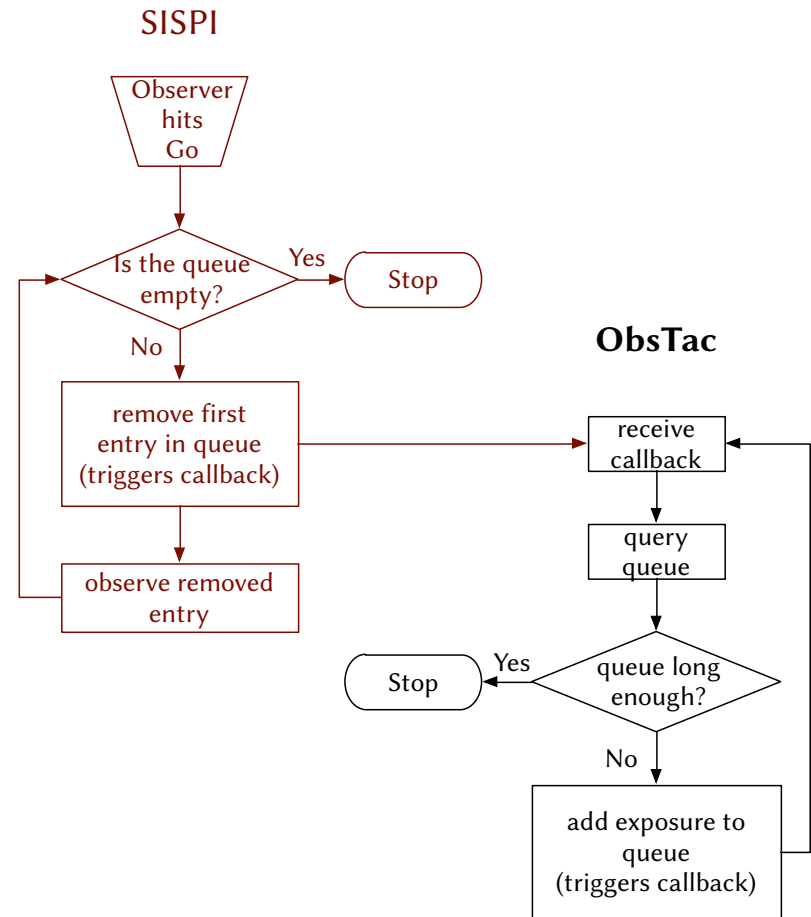 SISPI
Observer
hits
Go
Is the queue
empty?
Yes
Stop
No
remove first
entry in queue
(triggers callback)
observe removed
entry
ObsTac
receive
callback
query
queue
queue long
enough?
Yes
Stop
No
add exposure to
queue
(triggers callback)